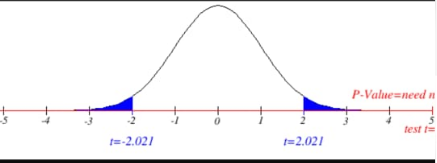 P-Value=need n
-5 -4 -3 -2 -1 0 1 2 3 4 5
test t=
t=-2.021 t=2.021